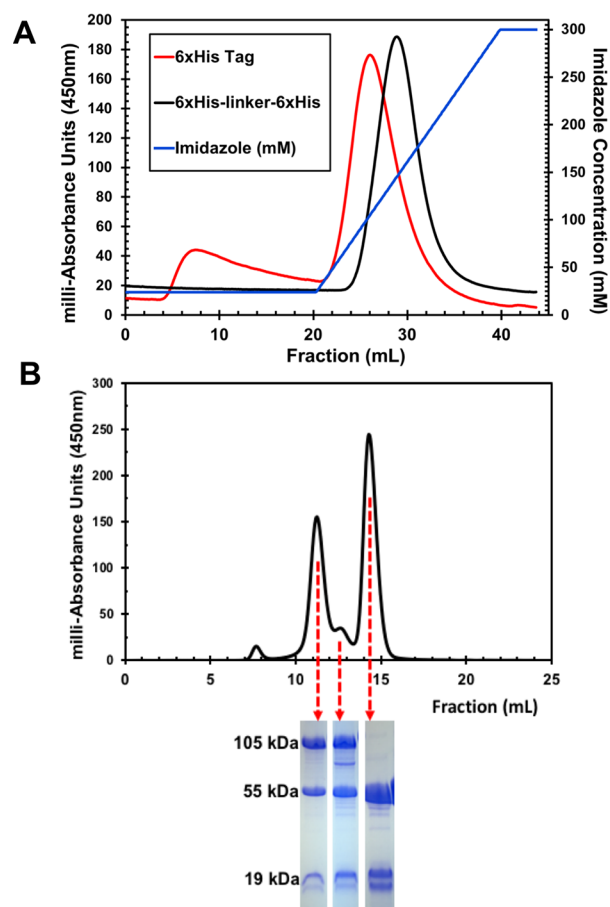 A
milli-Absorbance Units (450nm)
200
180
160
140
120
100
80
60
40
20
0
6xHis Tag
6xHis-linker-6xHis
Imidazole (mM)
300
250
200
150
100
50
0
Imidazole Concentration (mM)
0 10 20 30 40
Fraction (mL)
B
milli-Absorbance Units (450nm)
300
250
200
150
100
50
0
0 5 10 15 20 25
Fraction (mL)
105 kDa
55 kDa
19 kDa